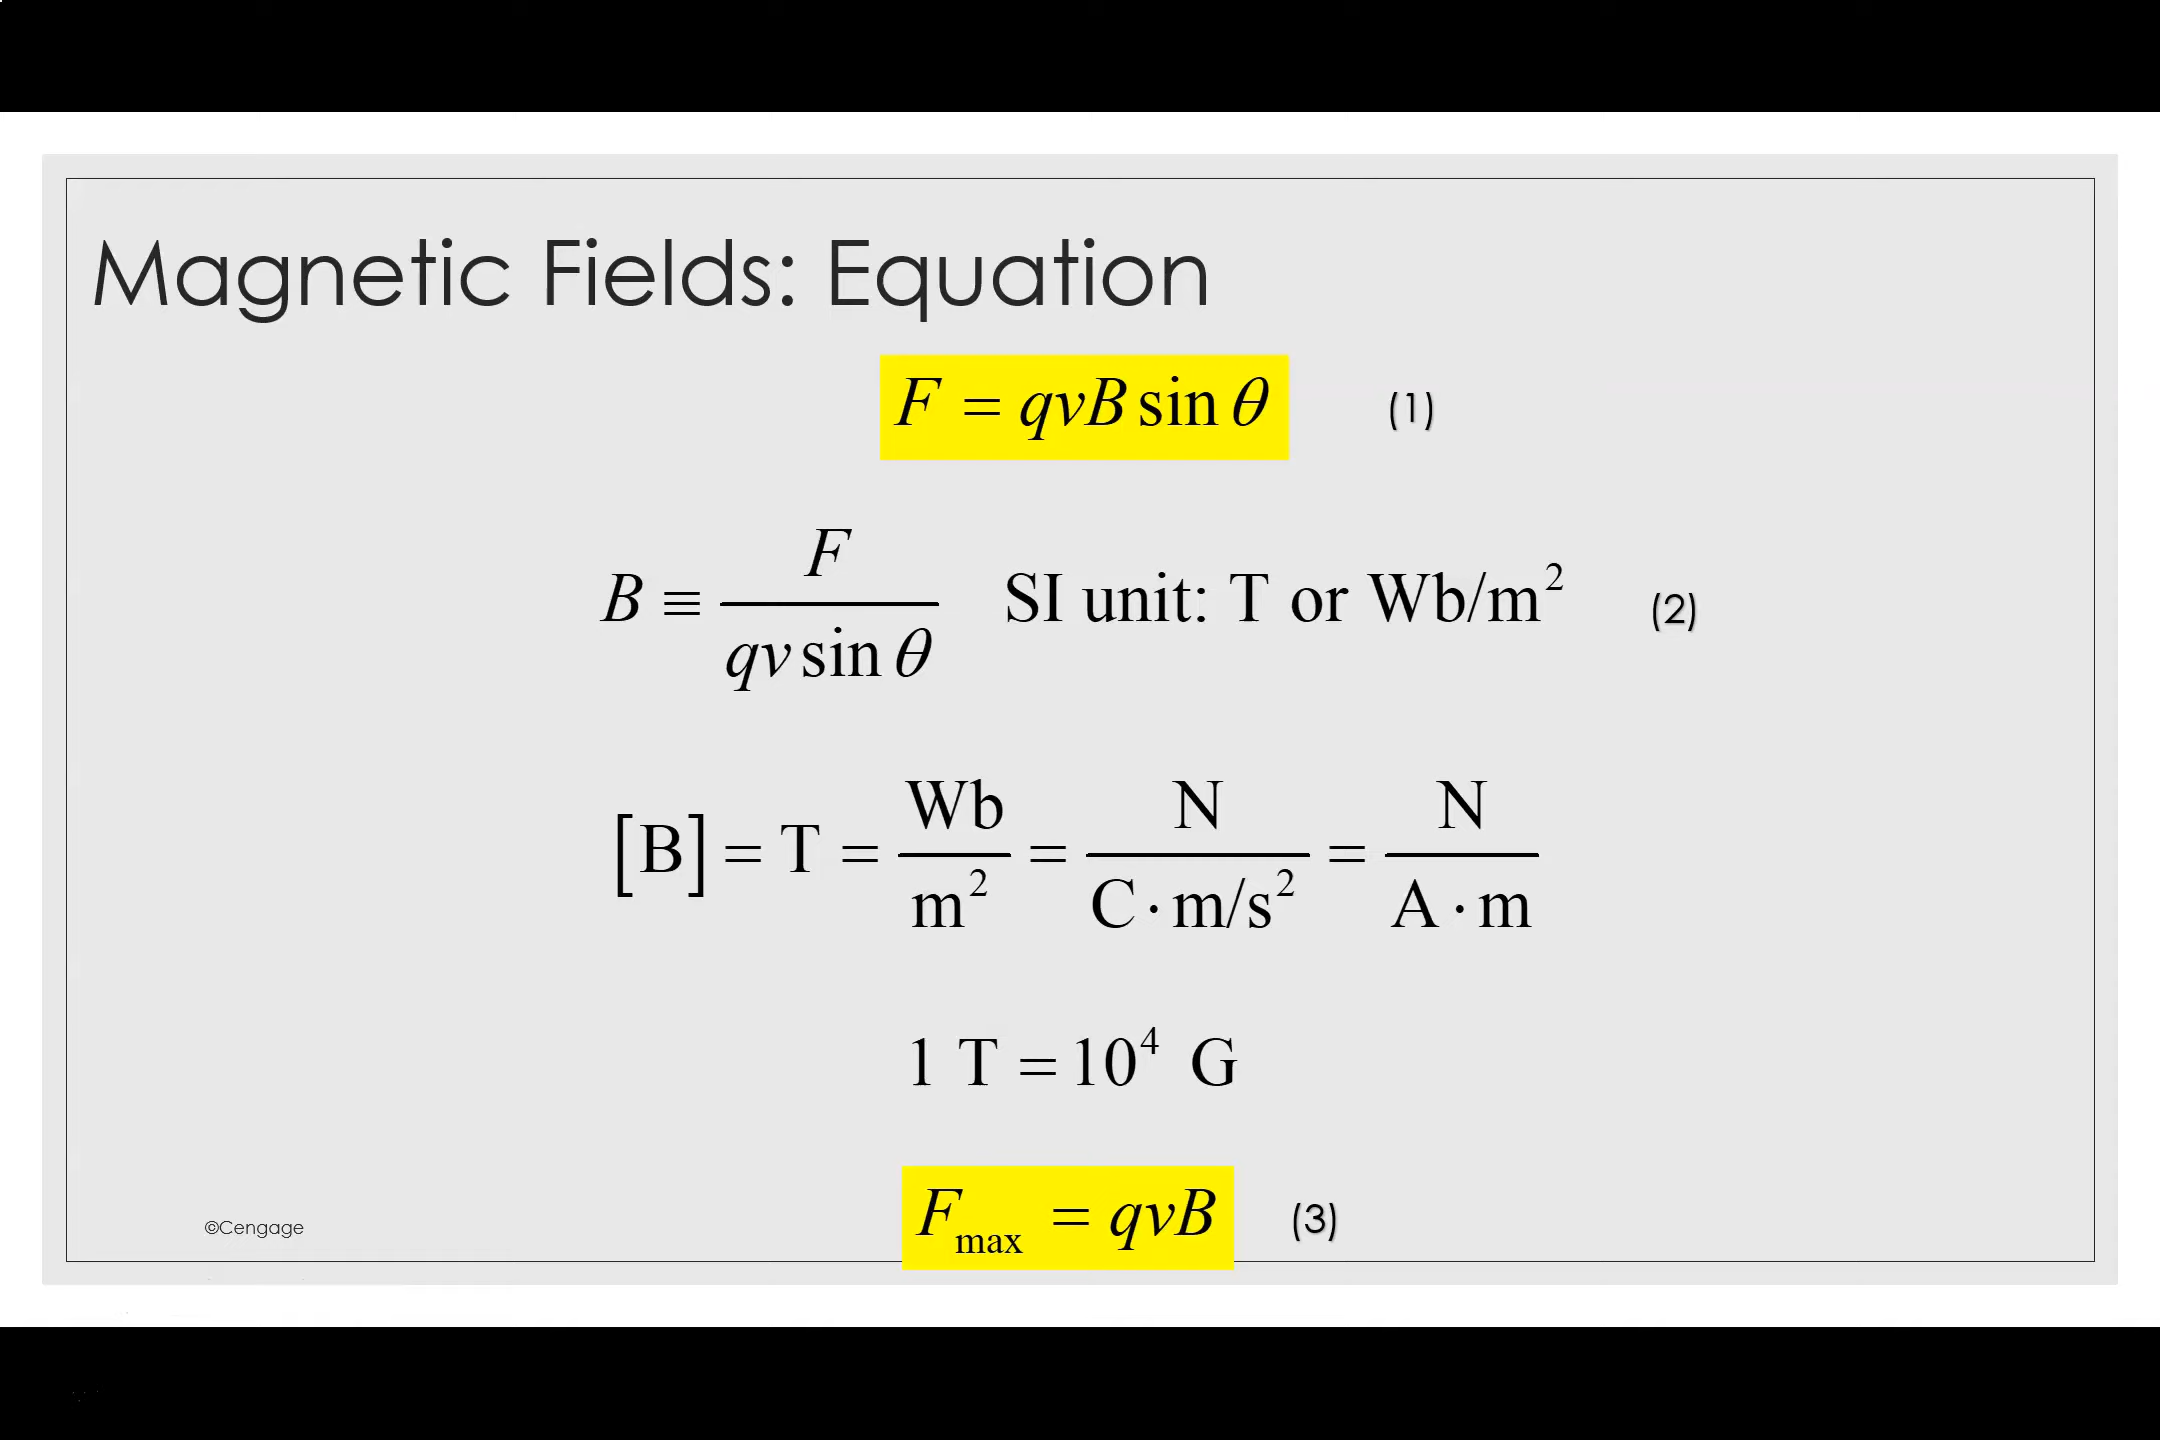 Magnetic Fields: Equation
F = qvB sin θ (1)
B ≡ F / (qv sin θ) SI unit: T or Wb/m² (2)
[B] = T = Wb / m² = N / (C · m/s²) = N / (A · m)
1 T = 10⁴ G
F_max = qvB (3)
©Cengage